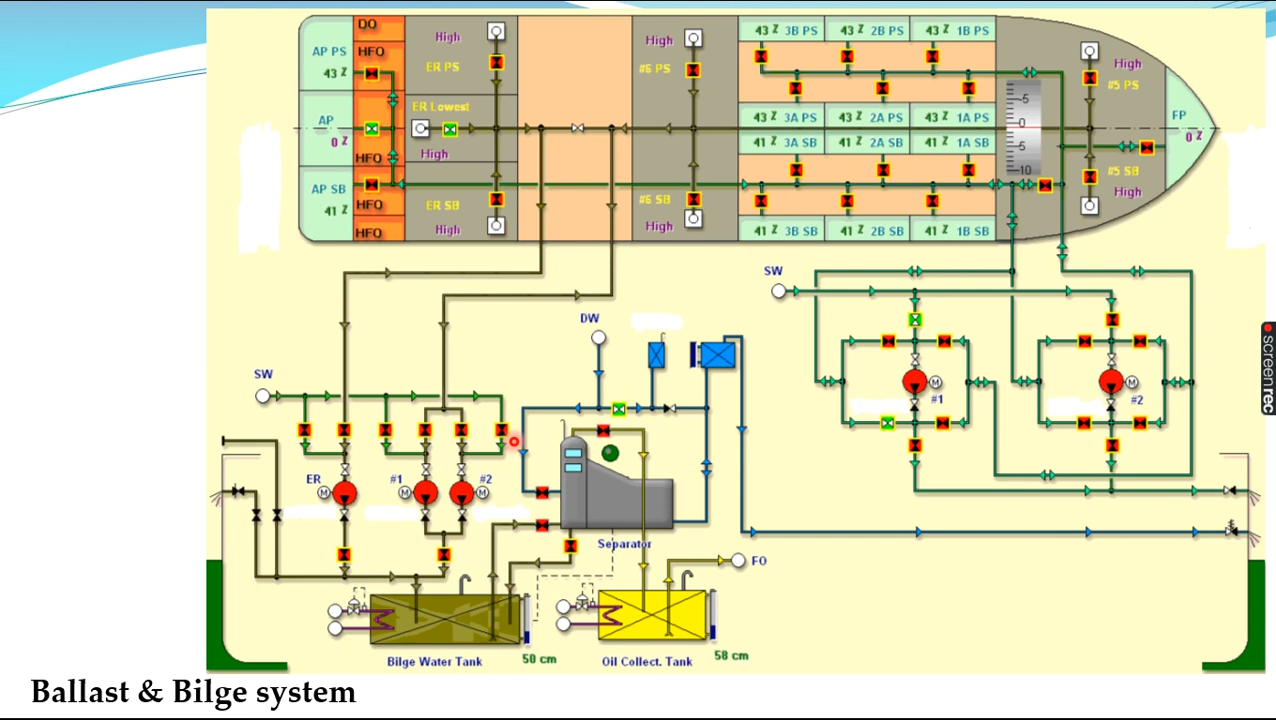 DO
HFO
AP PS
43 Z
AP
0 Z
HFO
AP SB
41 Z
HFO
HFO
High
ER PS
ER Lowest
High
ER SB
High
High
#6 PS
#6 SB
High
43 Z 3B PS
43 Z 2B PS
43 Z 1B PS
43 Z 3A PS
43 Z 2A PS
43 Z 1A PS
41 Z 3A SB
41 Z 2A SB
41 Z 1A SB
41 Z 3B SB
41 Z 2B SB
41 Z 1B SB
-5
-0
5
-10
High
#5 PS
FP
0 Z
#5 SB
High
SW
#1
#2
M
M
DW
SW
ER
#1
#2
M
M
M
Separator
FO
Bilge Water Tank
50 cm
Oil Collect. Tank
58 cm
screenrec
Ballast & Bilge system